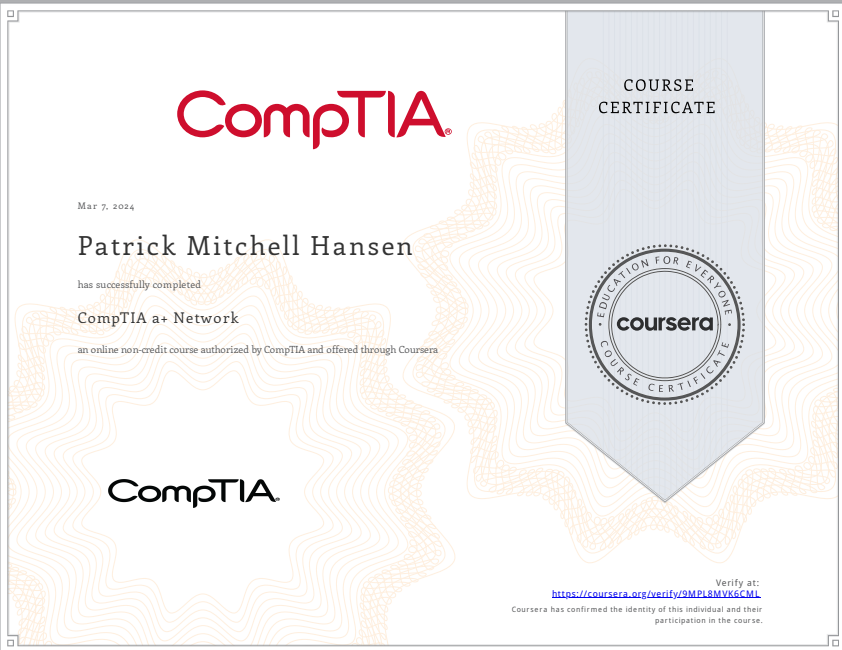 CompTIA®
COURSE
CERTIFICATE
Mar 7, 2024
Patrick Mitchell Hansen
has successfully completed
CompTIA a+ Network
an online non-credit course authorized by CompTIA and offered through Coursera
EDUCATION FOR EVERYONE
coursera
COURSE CERTIFICATE
CompTIA®
Verify at:
https://coursera.org/verify/9MPL8MVK6CML
Coursera has confirmed the identity of this individual and their
participation in the course.